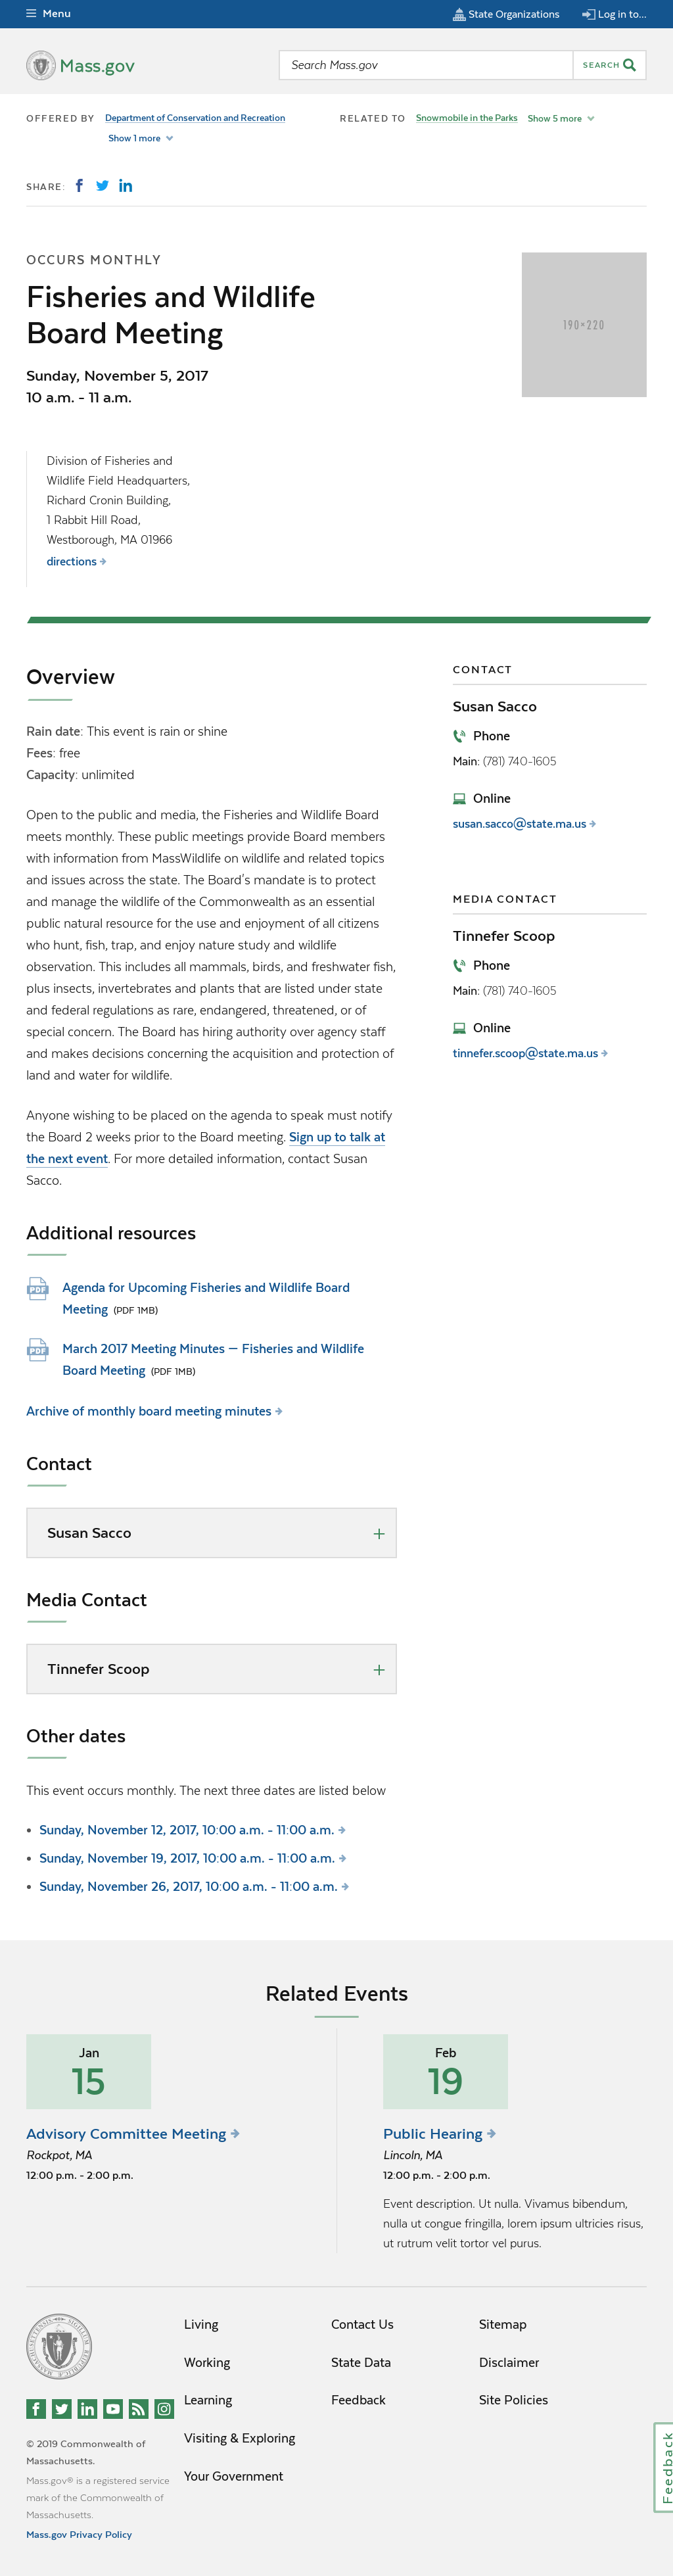 Menu
State Organizations
Log in to...
Mass.gov
Search Mass.gov
SEARCH
OFFERED BY
Department of Conservation and Recreation
Show 1 more
RELATED TO
Snowmobile in the Parks
Show 5 more
SHARE:
OCCURS MONTHLY
Fisheries and Wildlife
Board Meeting
190×220
Sunday, November 5, 2017
10 a.m. - 11 a.m.
Division of Fisheries and
Wildlife Field Headquarters,
Richard Cronin Building,
1 Rabbit Hill Road,
Westborough, MA 01966
directions
Overview
Rain date: This event is rain or shine
Fees: free
Capacity: unlimited
Open to the public and media, the Fisheries and Wildlife Board
meets monthly. These public meetings provide Board members
with information from MassWildlife on wildlife and related topics
and issues across the state. The Board's mandate is to protect
and manage the wildlife of the Commonwealth as an essential
public natural resource for the use and enjoyment of all citizens
who hunt, fish, trap, and enjoy nature study and wildlife
observation. This includes all mammals, birds, and freshwater fish,
plus insects, invertebrates and plants that are listed under state
and federal regulations as rare, endangered, threatened, or of
special concern. The Board has hiring authority over agency staff
and makes decisions concerning the acquisition and protection of
land and water for wildlife.
Anyone wishing to be placed on the agenda to speak must notify
the Board 2 weeks prior to the Board meeting. Sign up to talk at
the next event. For more detailed information, contact Susan
Sacco.
CONTACT
Susan Sacco
Phone
Main: (781) 740-1605
Online
susan.sacco@state.ma.us
MEDIA CONTACT
Tinnefer Scoop
Phone
Main: (781) 740-1605
Online
tinnefer.scoop@state.ma.us
Additional resources
PDF
Agenda for Upcoming Fisheries and Wildlife Board
Meeting (PDF 1MB)
PDF
March 2017 Meeting Minutes — Fisheries and Wildlife
Board Meeting (PDF 1MB)
Archive of monthly board meeting minutes
Contact
Susan Sacco
Media Contact
Tinnefer Scoop
Other dates
This event occurs monthly. The next three dates are listed below
Sunday, November 12, 2017, 10:00 a.m. - 11:00 a.m.
Sunday, November 19, 2017, 10:00 a.m. - 11:00 a.m.
Sunday, November 26, 2017, 10:00 a.m. - 11:00 a.m.
Related Events
Jan
15
Advisory Committee Meeting
Rockpot, MA
12:00 p.m. - 2:00 p.m.
Feb
19
Public Hearing
Lincoln, MA
12:00 p.m. - 2:00 p.m.
Event description. Ut nulla. Vivamus bibendum,
nulla ut congue fringilla, lorem ipsum ultricies risus,
ut rutrum velit tortor vel purus.
Living
Working
Learning
Visiting & Exploring
Your Government
Contact Us
State Data
Feedback
Sitemap
Disclaimer
Site Policies
© 2019 Commonwealth of
Massachusetts.
Mass.gov® is a registered service
mark of the Commonwealth of
Massachusetts.
Mass.gov Privacy Policy
Feedback